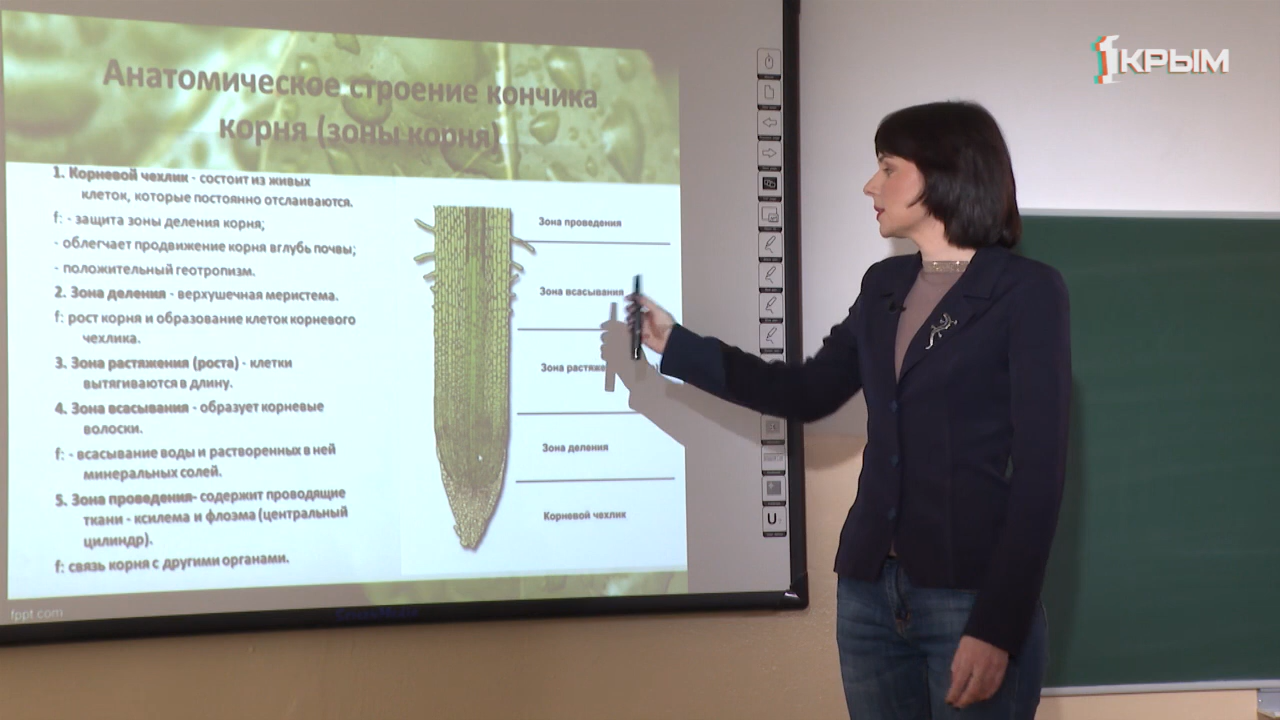 1КРЫМ
Анатомическое строение кончика
корня (зоны корня)
1. Корневой чехлик - состоит из живых
клеток, которые постоянно отслаиваются.
f: - защита зоны деления корня;
- облегчает продвижение корня вглубь почвы;
- положительный геотропизм.
2. Зона деления - верхушечная меристема.
f: рост корня и образование клеток корневого
чехлика.
3. Зона растяжения (роста) - клетки
вытягиваются в длину.
4. Зона всасывания - образует корневые
волоски.
f: - всасывание воды и растворенных в ней
минеральных солей.
5. Зона проведения- содержит проводящие
ткани - ксилема и флоэма (центральный
цилиндр).
f: связь корня с другими органами.
Зона проведения
Зона всасывания
Зона
Зона деления
Корневой чехлик
fppt.com
U